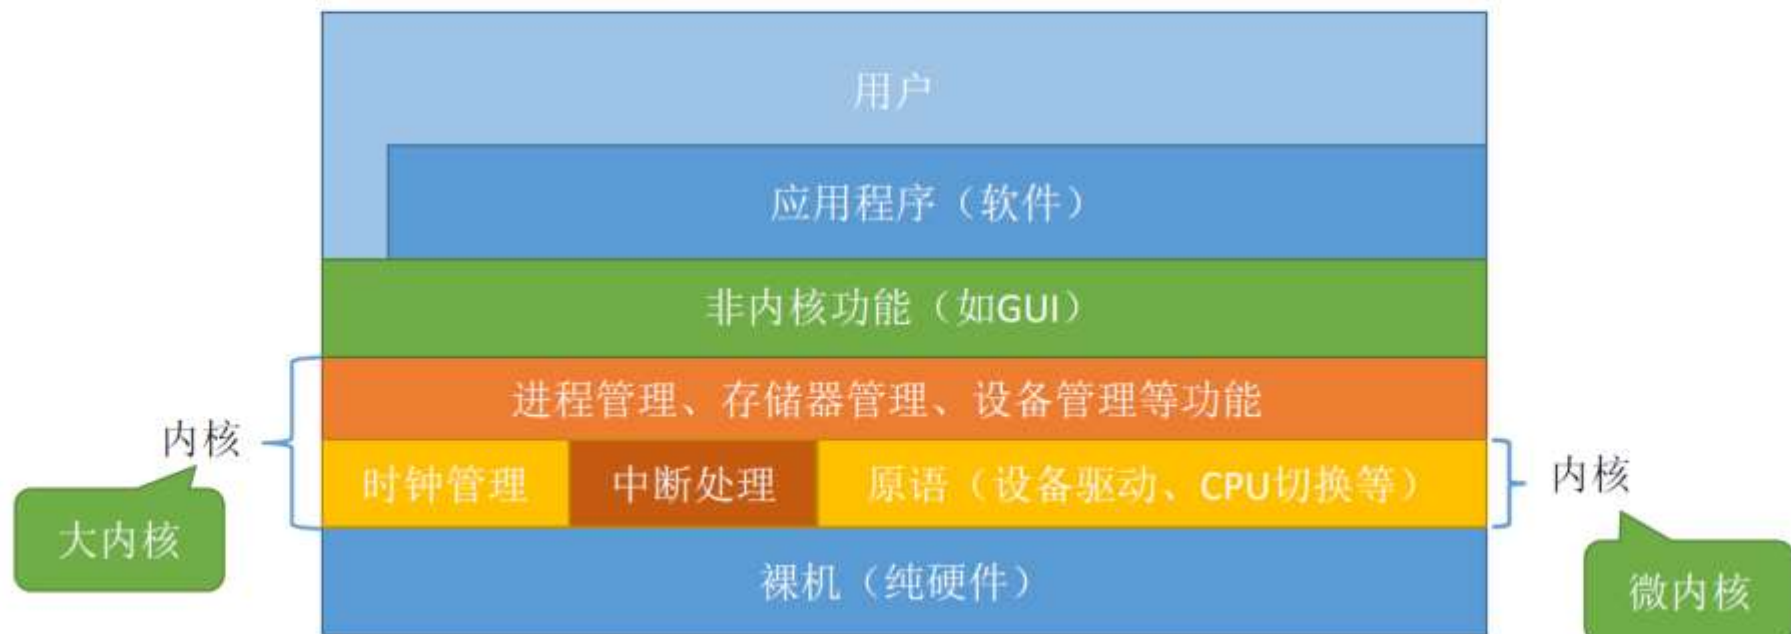 用户
应用程序（软件）
非内核功能（如GUI）
进程管理、存储器管理、设备管理等功能
内核
时钟管理
中断处理
原语（设备驱动、CPU切换等）
内核
大内核
裸机（纯硬件）
微内核